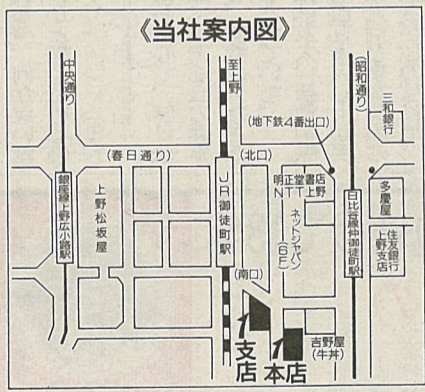 《当社案内図》
中央通り
至上野
(昭和通り)
三和銀行
(地下鉄4番出口)
(春日通り)
(北口)
明正堂書店
NTT上野
多慶屋
銀座線上野広小路駅
上野松坂屋
JR御徒町駅
ネットジャパン
(6F)
日比谷線仲御徒町駅
住友銀行
上野支店
(南口)
支店
本店
吉野屋
(牛丼)